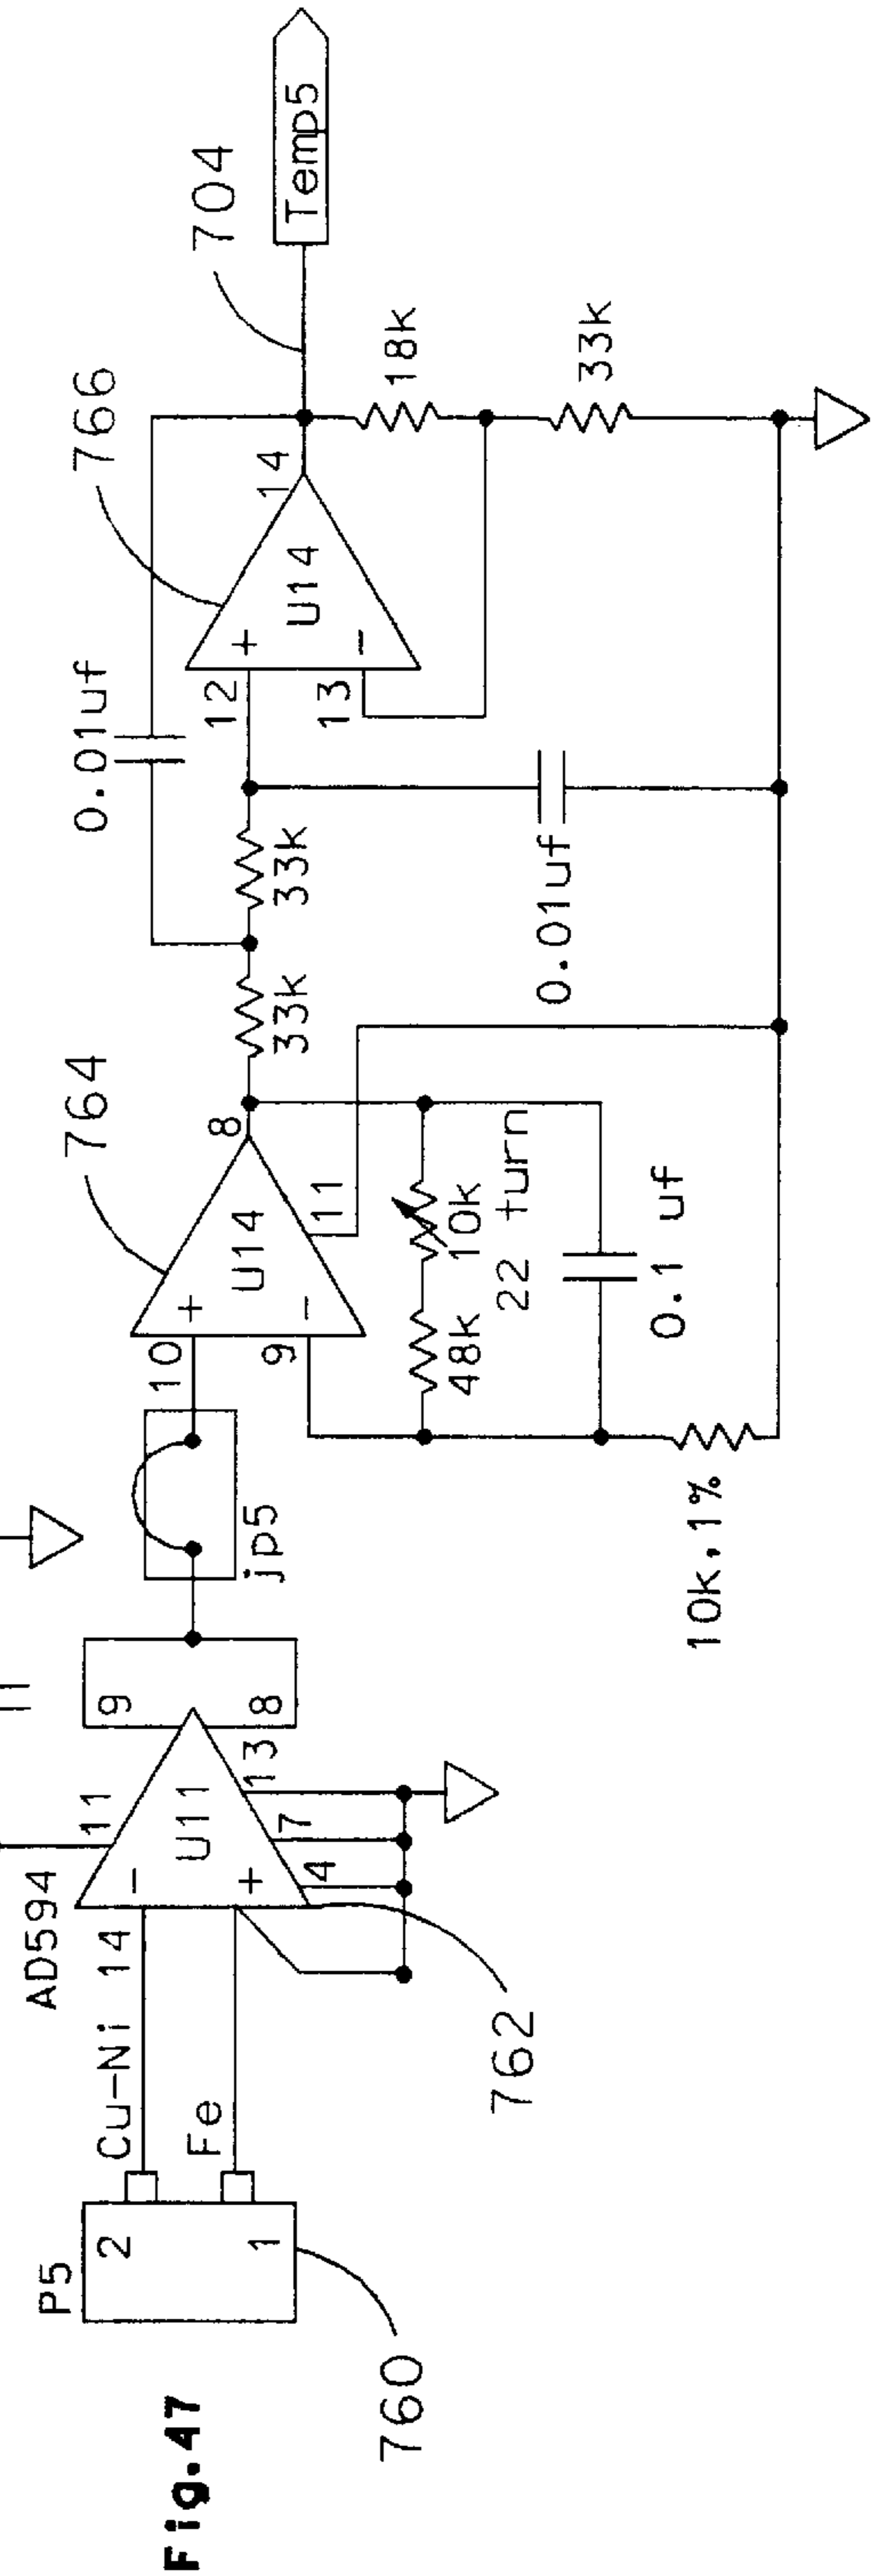 Fig.47
P5
2
1
760
Cu-Ni
14
Fe
AD594
11
-
U11
+
4
7
13
9
8
762
jp5
10
9
+
-
U14
11
8
764
48k
10k
22 turn
0.1 uf
10k,1%
33k
33k
0.01uf
0.01uf
12
13
+
-
U14
14
766
18k
33k
704
Temp5